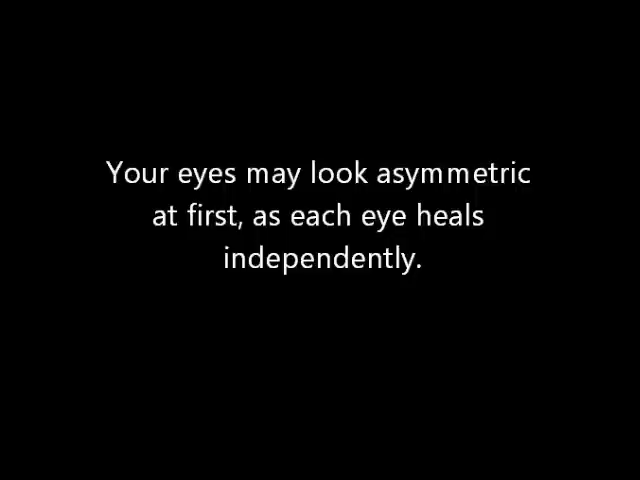 Your eyes may look asymmetric
at first, as each eye heals
independently.